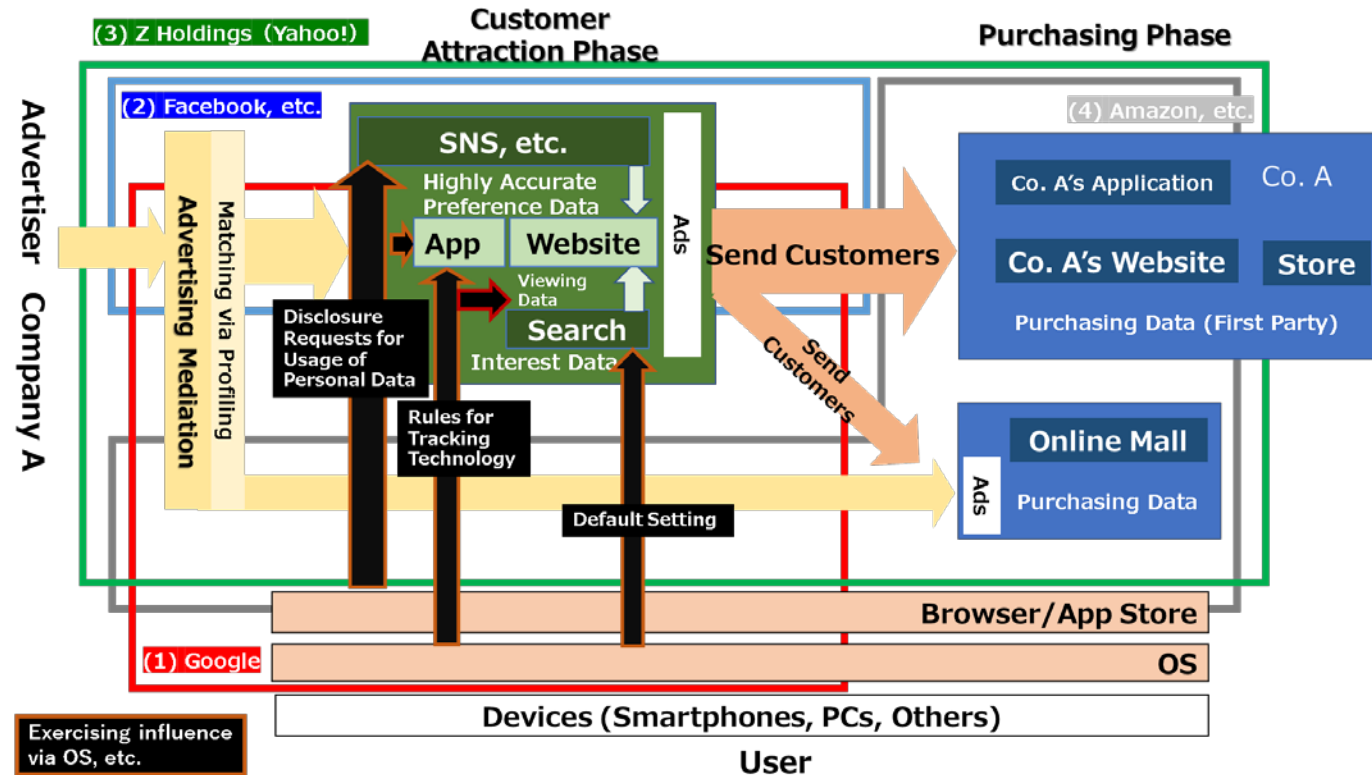 (3) Z Holdings (Yahoo!)
Customer
Attraction Phase
Purchasing Phase
(2) Facebook, etc.
(4) Amazon, etc.
Advertiser Company A
Advertising Mediation
Matching via Profiling
SNS, etc.
Highly Accurate
Preference Data
App
Website
Ads
Viewing
Data
Search
Interest Data
Send Customers
Send
Customers
Co. A's Application
Co. A
Co. A's Website
Store
Purchasing Data (First Party)
Disclosure
Requests for
Usage of
Personal Data
Rules for
Tracking
Technology
Default Setting
Online Mall
Ads
Purchasing Data
Browser/App Store
(1) Google
OS
Devices (Smartphones, PCs, Others)
Exercising influence
via OS, etc.
User